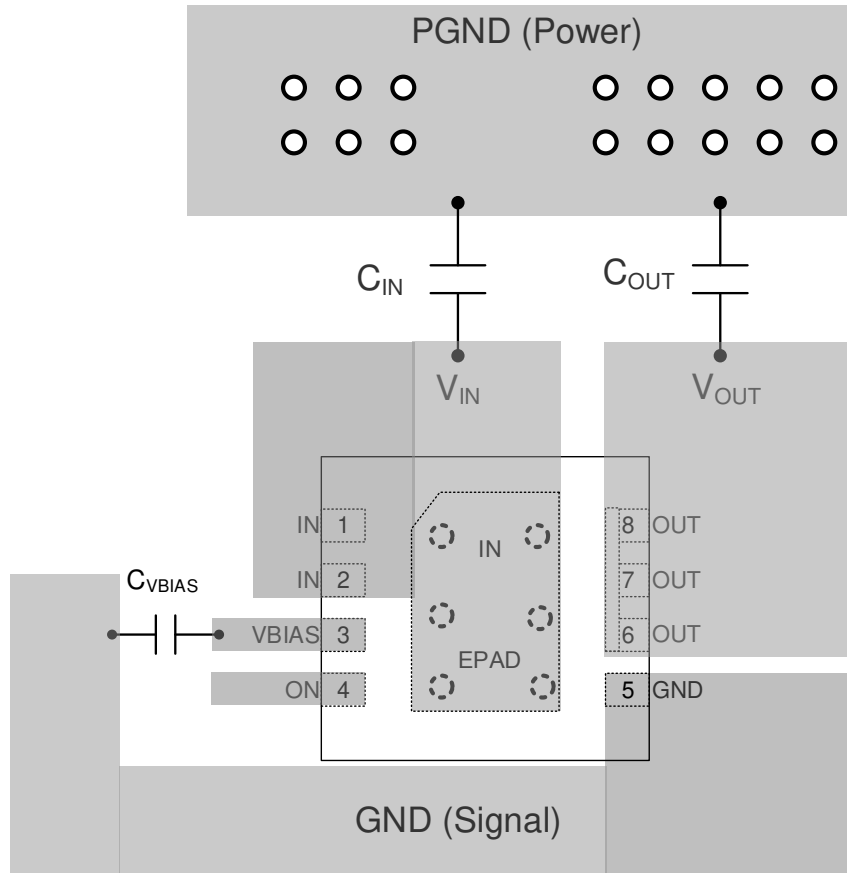 PGND (Power)
CIN
COUT
VIN
VOUT
IN 1
IN
8 OUT
IN 2
7 OUT
CVBIAS
VBIAS 3
6 OUT
EPAD
ON 4
5 GND
GND (Signal)